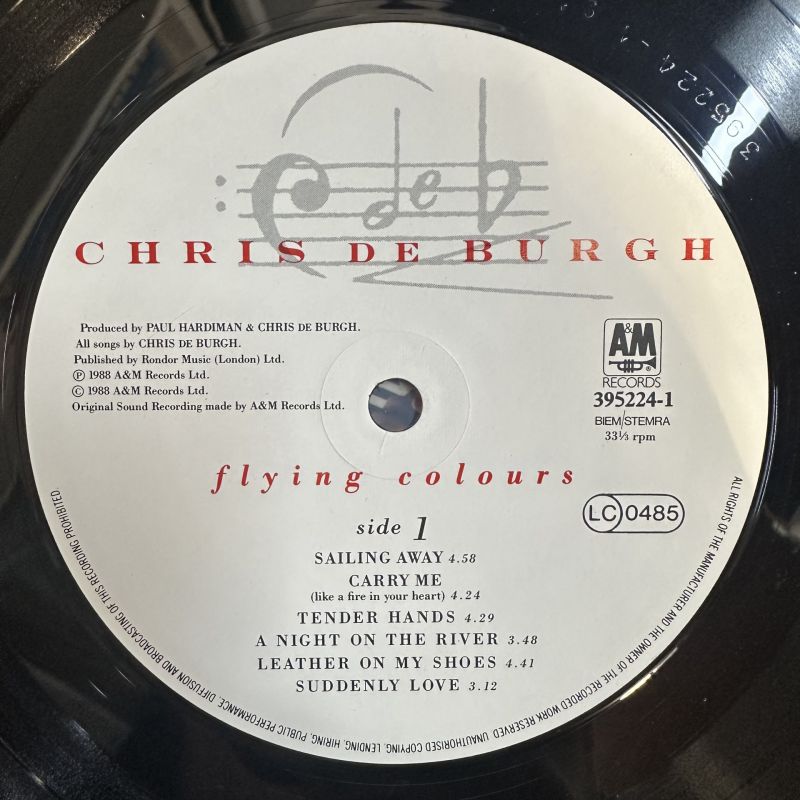 395224-1
Cdeb
CHRIS DE BURGH
Produced by PAUL HARDIMAN & CHRIS DE BURGH.
All songs by CHRIS DE BURGH.
Published by Rondor Music (London) Ltd.
Ⓟ 1988 A&M Records Ltd.
© 1988 A&M Records Ltd.
Original Sound Recording made by A&M Records Ltd.
A&M
®
RECORDS
395224-1
BIEM/STEMRA
33⅓ rpm
flying colours
LC 0485
side 1
SAILING AWAY 4.58
CARRY ME
(like a fire in your heart) 4.24
TENDER HANDS 4.29
A NIGHT ON THE RIVER 3.48
LEATHER ON MY SHOES 4.41
SUDDENLY LOVE 3.12
ALL RIGHTS OF THE MANUFACTURER AND THE OWNER OF THE RECORDED WORK RESERVED. UNAUTHORISED COPYING, LENDING, HIRING, PUBLIC PERFORMANCE, DIFFUSION AND BROADCASTING OF THIS RECORDING PROHIBITED.